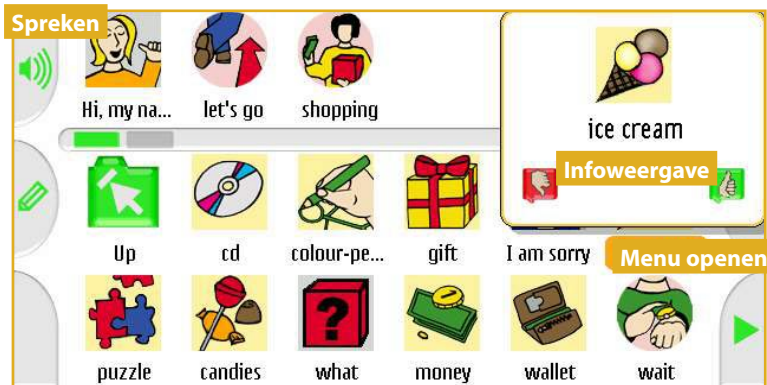 Spreken
Hi, my na... let's go shopping
ice cream
Infoweergave
Up cd colour-pe... gift I am sorry
Menu openen
puzzle candies what money wallet wait